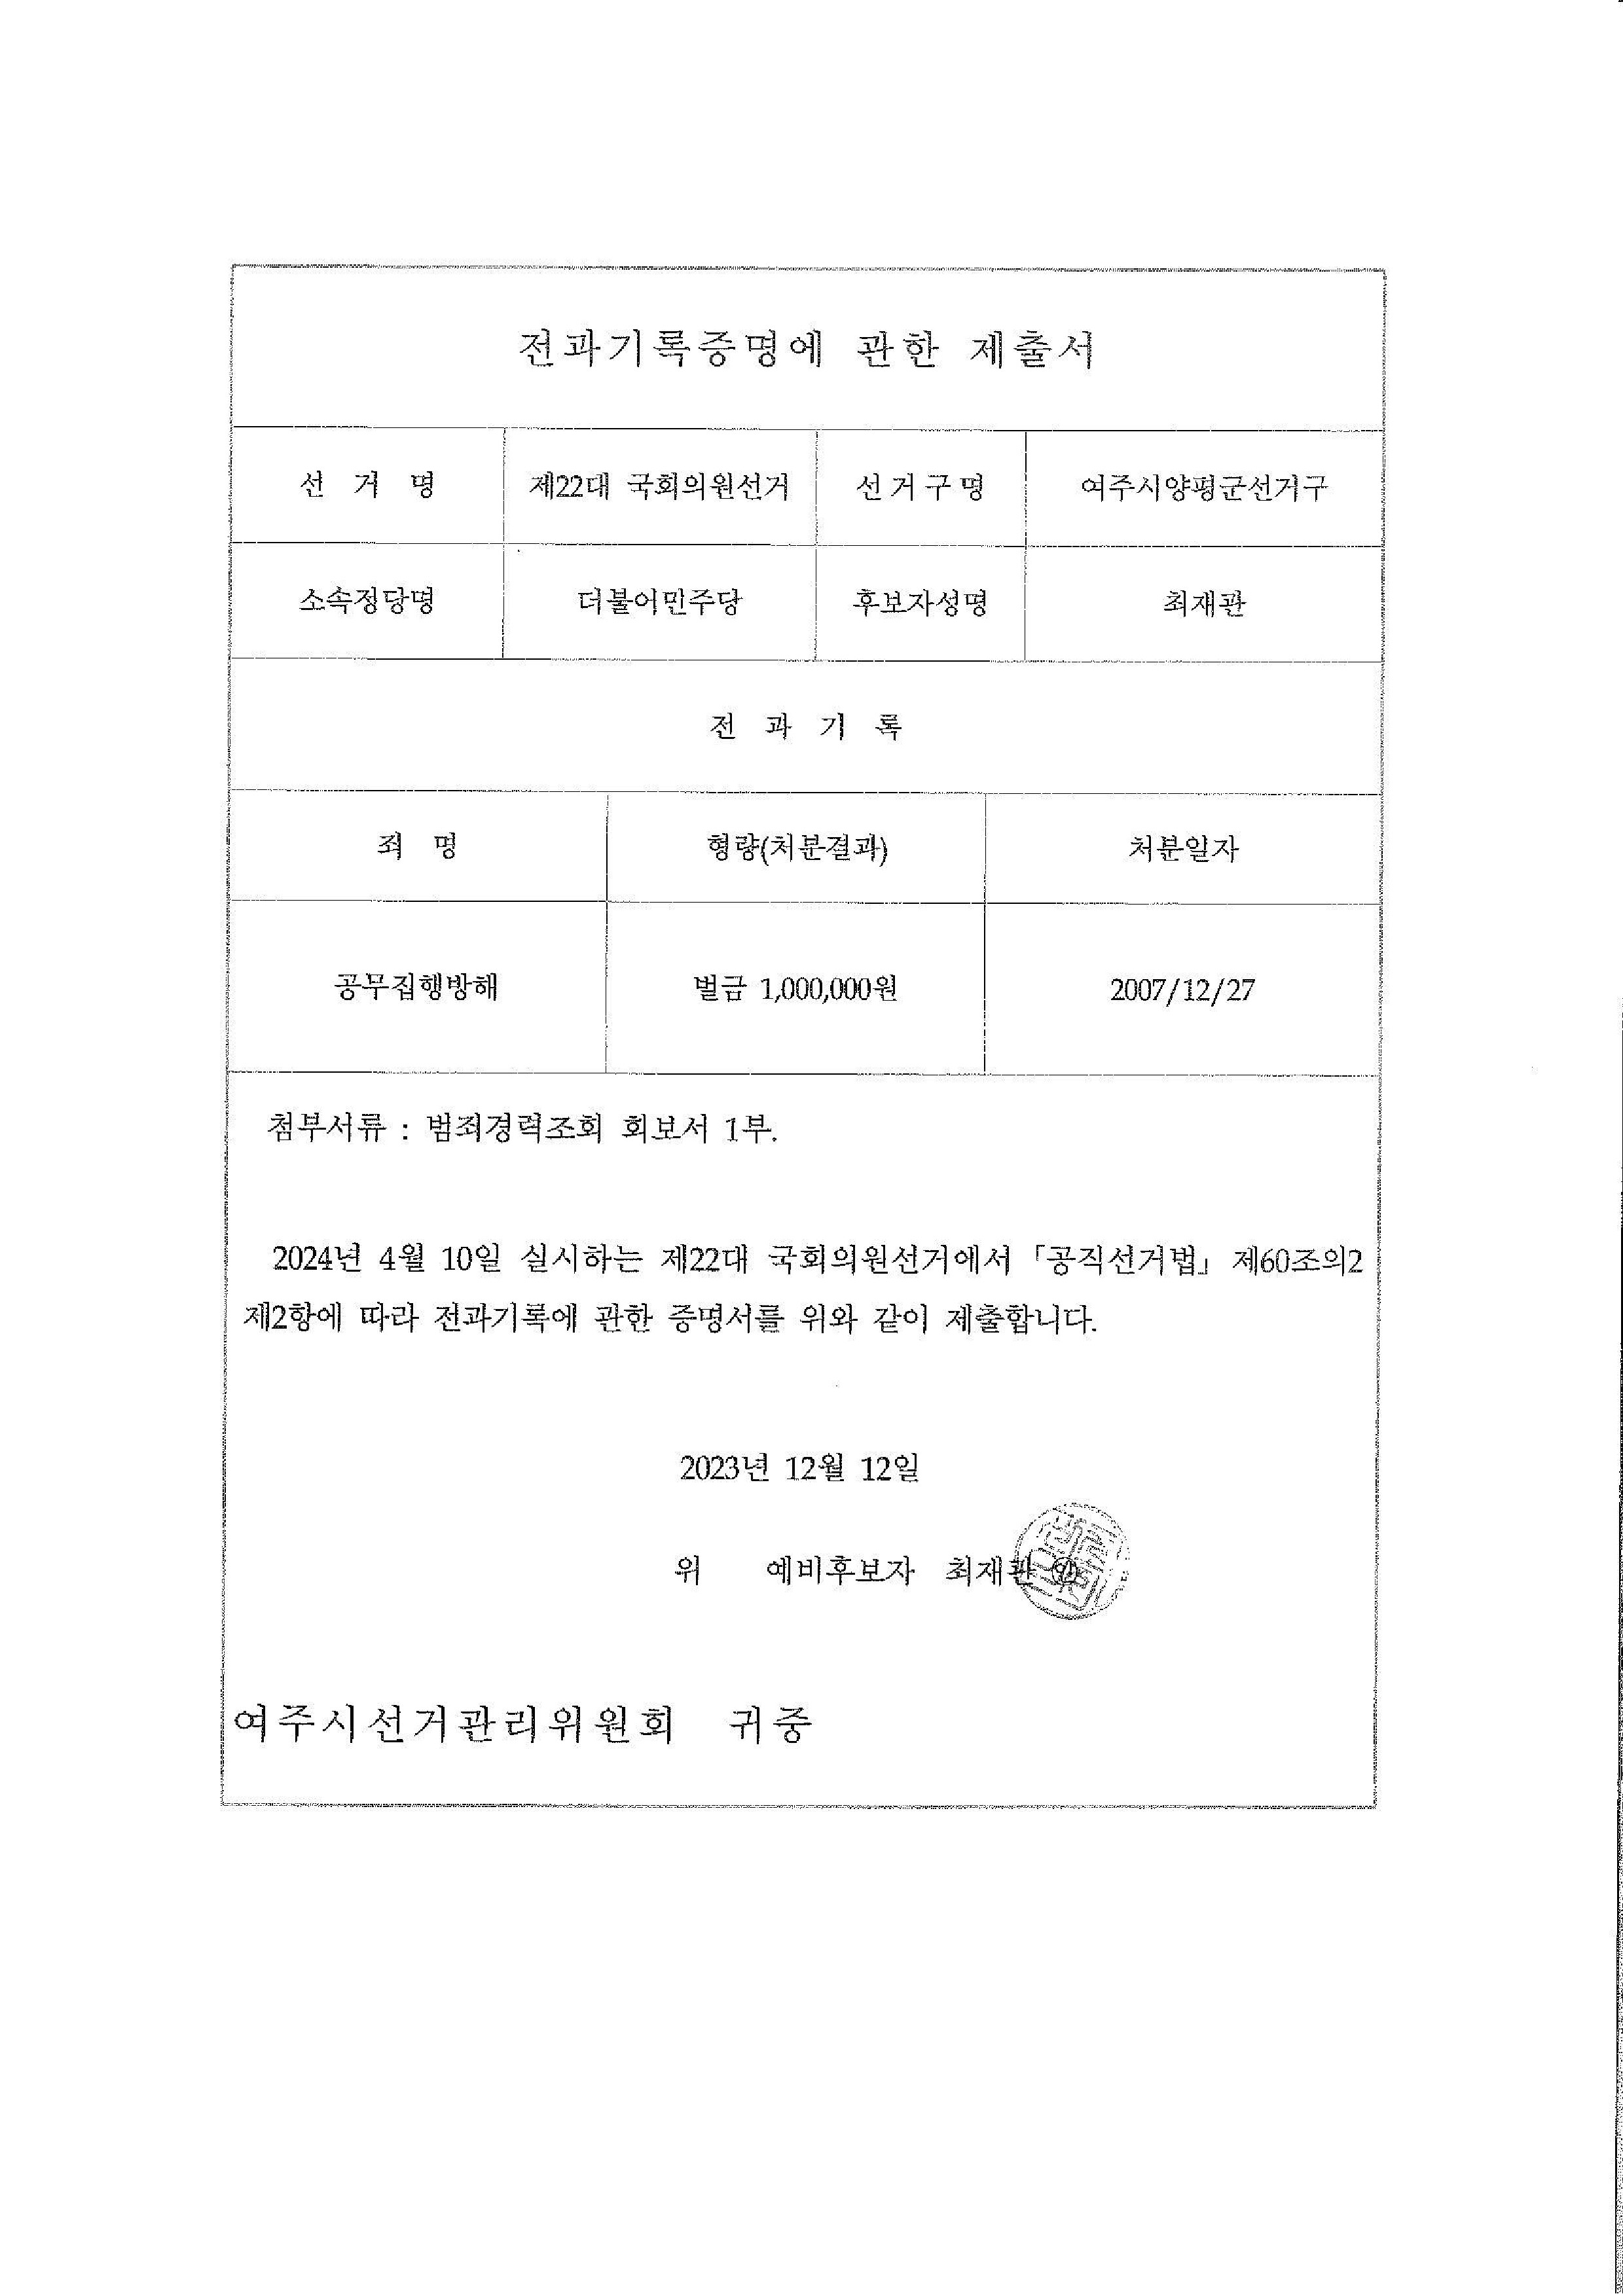 전과기록증명에 관한 제출서
선 거 명 제22대 국회의원선거 선거구명 여주시양평군선거구
소속정당명 더불어민주당 후보자성명 최재관
전 과 기 록
죄 명 형량(처분결과) 처분일자
공무집행방해 벌금 1,000,000원 2007/12/27
첨부서류 : 범죄경력조회 회보서 1부.
2024년 4월 10일 실시하는 제22대 국회의원선거에서 「공직선거법」 제60조의2
제2항에 따라 전과기록에 관한 증명서를 위와 같이 제출합니다.
2023년 12월 12일
위 예비후보자 최재관 ㊞
여주시선거관리위원회 귀중